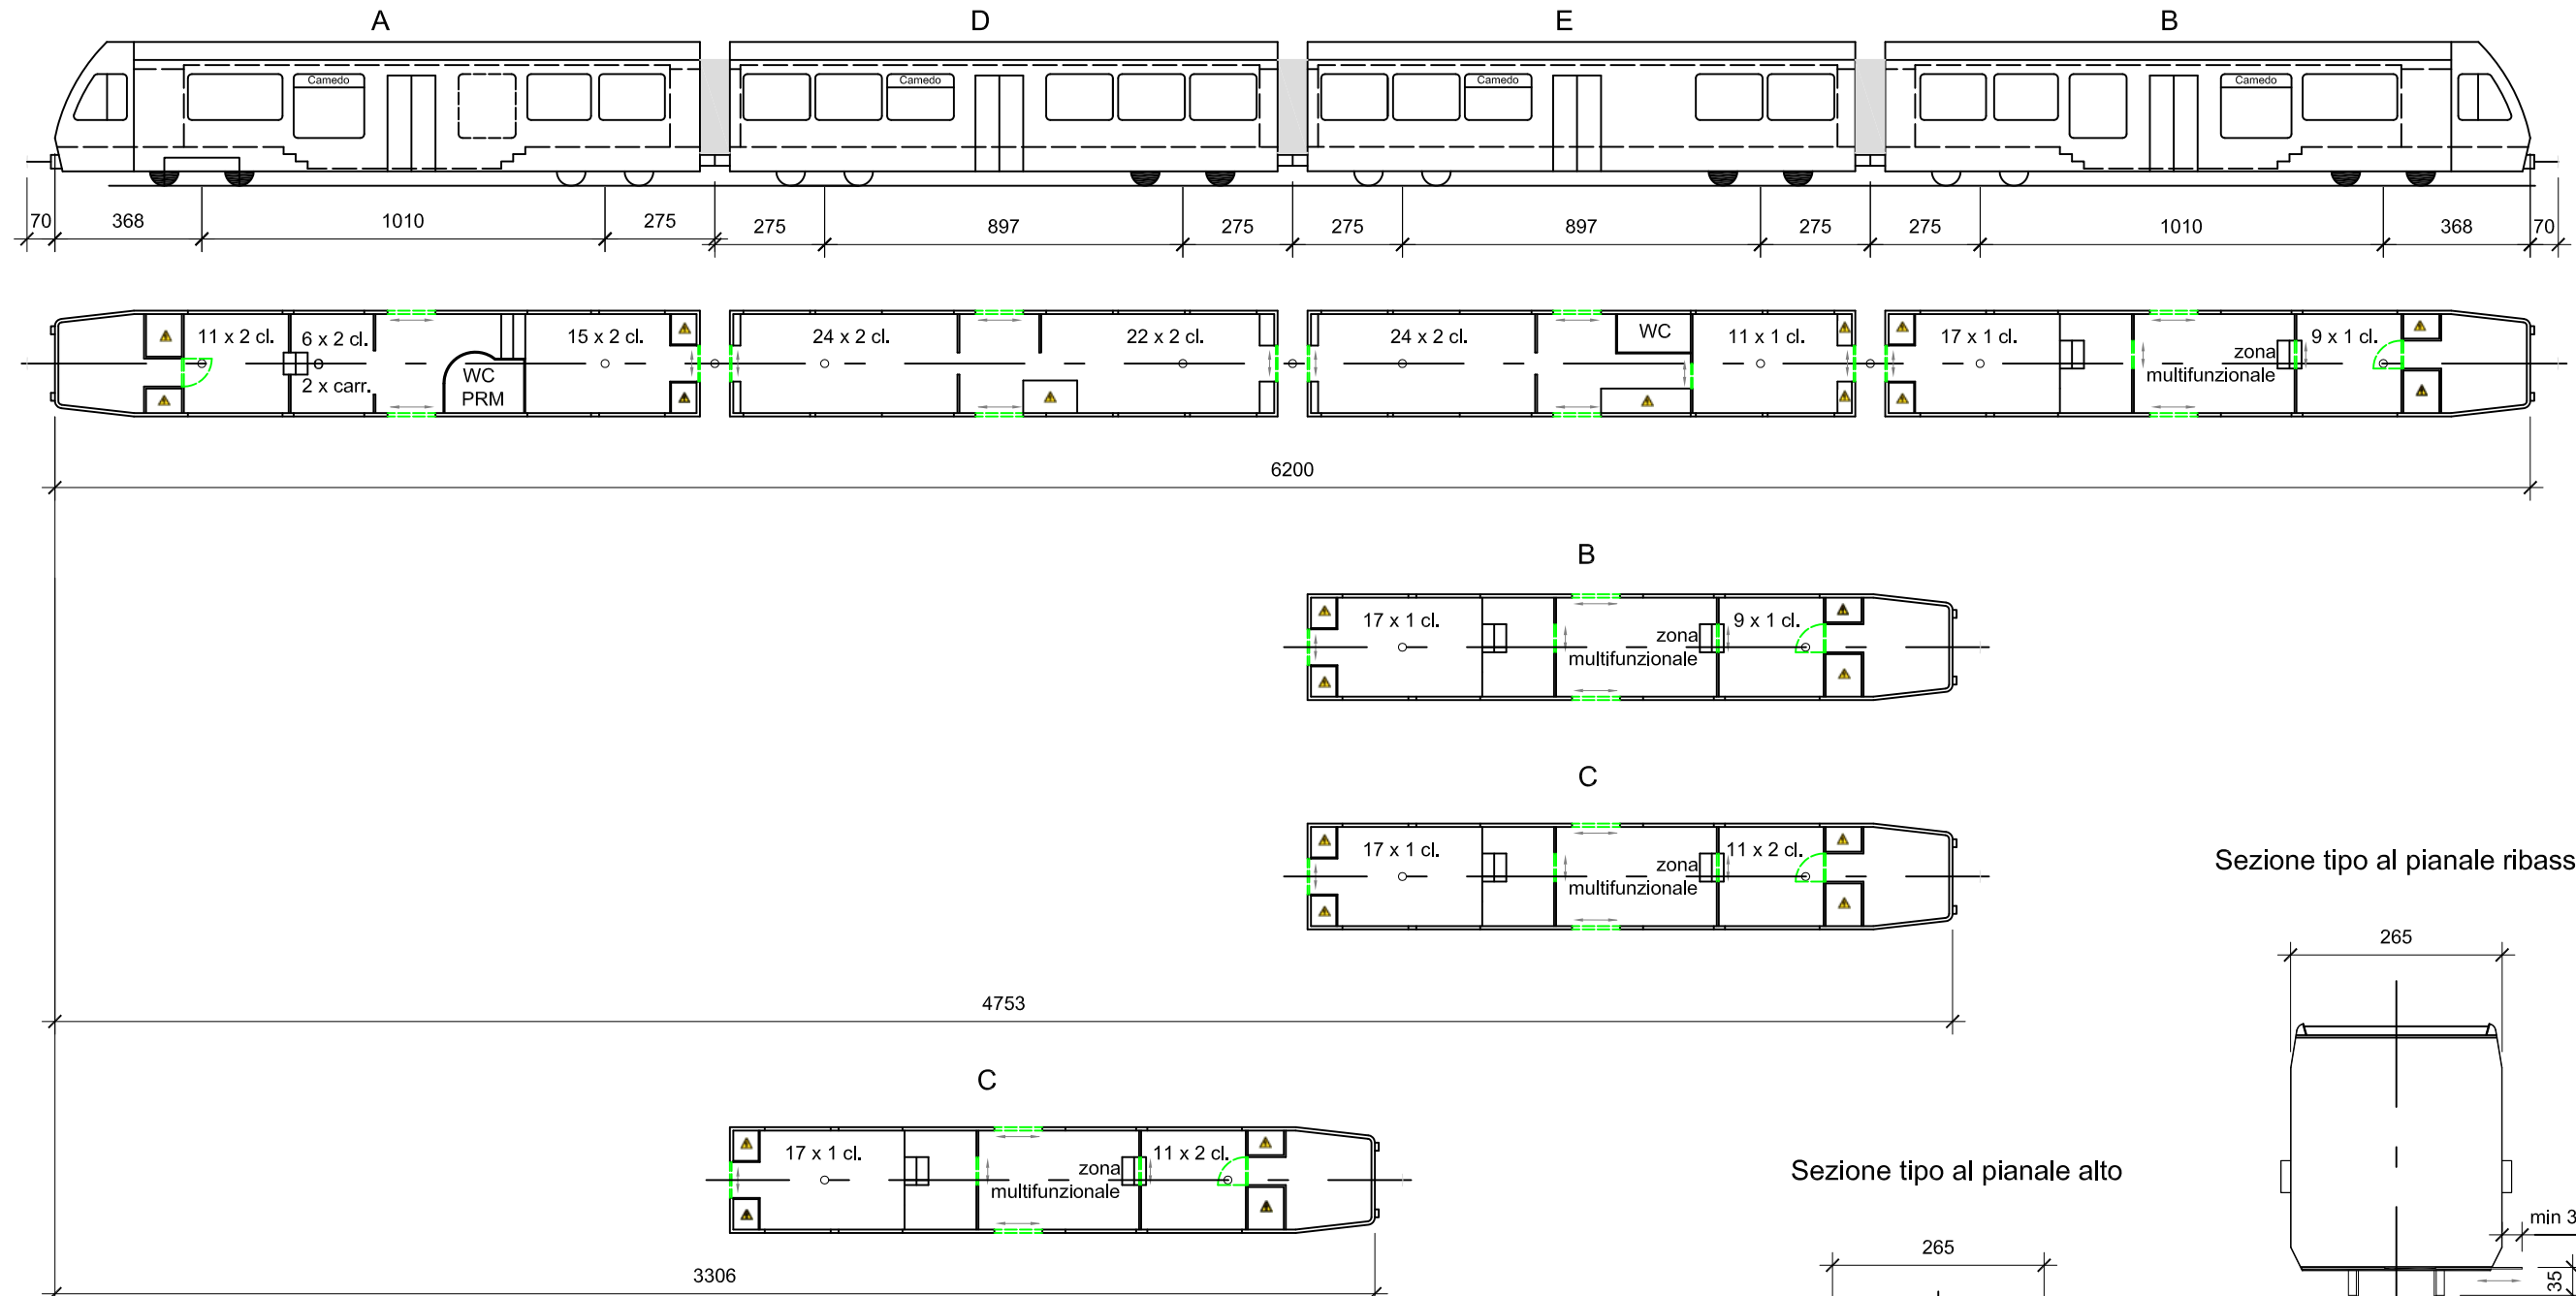 A
D
E
B
Camedo
Camedo
Camedo
Camedo
70
368
1010
275
275
897
275
275
897
275
275
1010
368
70
11 x 2 cl.
6 x 2 cl.
2 x carr.
WC
PRM
15 x 2 cl.
24 x 2 cl.
22 x 2 cl.
24 x 2 cl.
WC
11 x 1 cl.
17 x 1 cl.
zona
multifunzionale
9 x 1 cl.
6200
B
17 x 1 cl.
zona
multifunzionale
9 x 1 cl.
C
17 x 1 cl.
zona
multifunzionale
11 x 2 cl.
Sezione tipo al pianale ribass
265
4753
C
17 x 1 cl.
zona
multifunzionale
11 x 2 cl.
Sezione tipo al pianale alto
min 3
265
35
3306